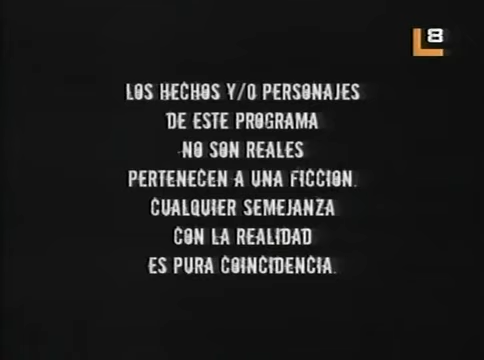 L8
LOS HECHOS Y/O PERSONAJES
DE ESTE PROGRAMA
NO SON REALES
PERTENECEN A UNA FICCION.
CUALQUIER SEMEJANZA
CON LA REALIDAD
ES PURA COINCIDENCIA.